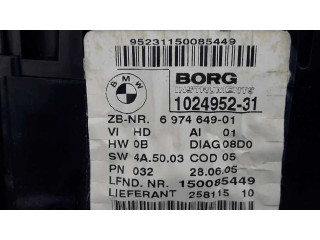 95231150085449
BMW
BORG
INSTRUMENTS
1024952-31
ZB-NR. 6 974 649-01
VI HD AI 01
HW 0B DIAG 08D0
SW 4A.50.03 COD 05
PN 032 28.06.05
LFND. NR. 150085449
LIEFERANT 258115 10